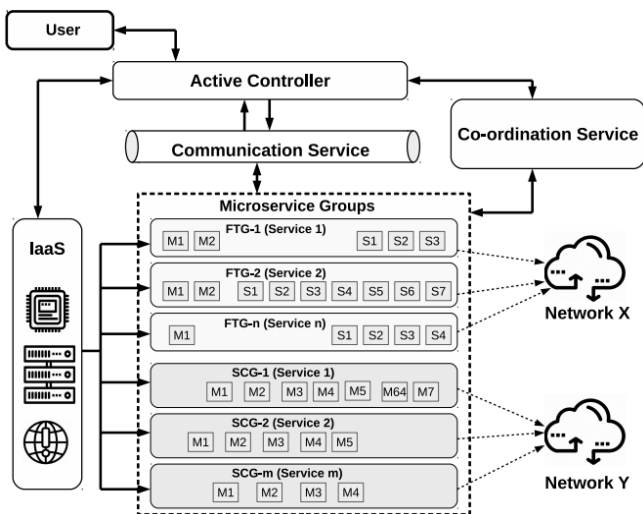 User
Active Controller
Communication Service
Co-ordination Service
Microservice Groups
IaaS
FTG-1 (Service 1)
M1 M2 S1 S2 S3
FTG-2 (Service 2)
M1 M2 S1 S2 S3 S4 S5 S6 S7
FTG-n (Service n)
M1 S1 S2 S3 S4
SCG-1 (Service 1)
M1 M2 M3 M4 M5 M64 M7
SCG-2 (Service 2)
M1 M2 M3 M4 M5
SCG-m (Service m)
M1 M2 M3 M4
Network X
Network Y